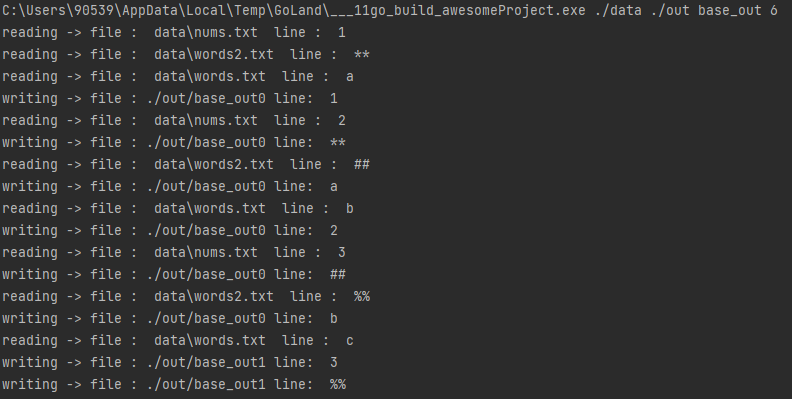 C:\Users\90539\AppData\Local\Temp\GoLand\___11go_build_awesomeProject.exe ./data ./out base_out 6
reading -> file :  data\nums.txt  line :  1
reading -> file :  data\words2.txt  line :  **
reading -> file :  data\words.txt  line :  a
writing -> file : ./out/base_out0 line:  1
reading -> file :  data\nums.txt  line :  2
writing -> file : ./out/base_out0 line:  **
reading -> file :  data\words2.txt  line :  ##
writing -> file : ./out/base_out0 line:  a
reading -> file :  data\words.txt  line :  b
writing -> file : ./out/base_out0 line:  2
reading -> file :  data\nums.txt  line :  3
writing -> file : ./out/base_out0 line:  ##
reading -> file :  data\words2.txt  line :  %%
writing -> file : ./out/base_out0 line:  b
reading -> file :  data\words.txt  line :  c
writing -> file : ./out/base_out1 line:  3
writing -> file : ./out/base_out1 line:  %%